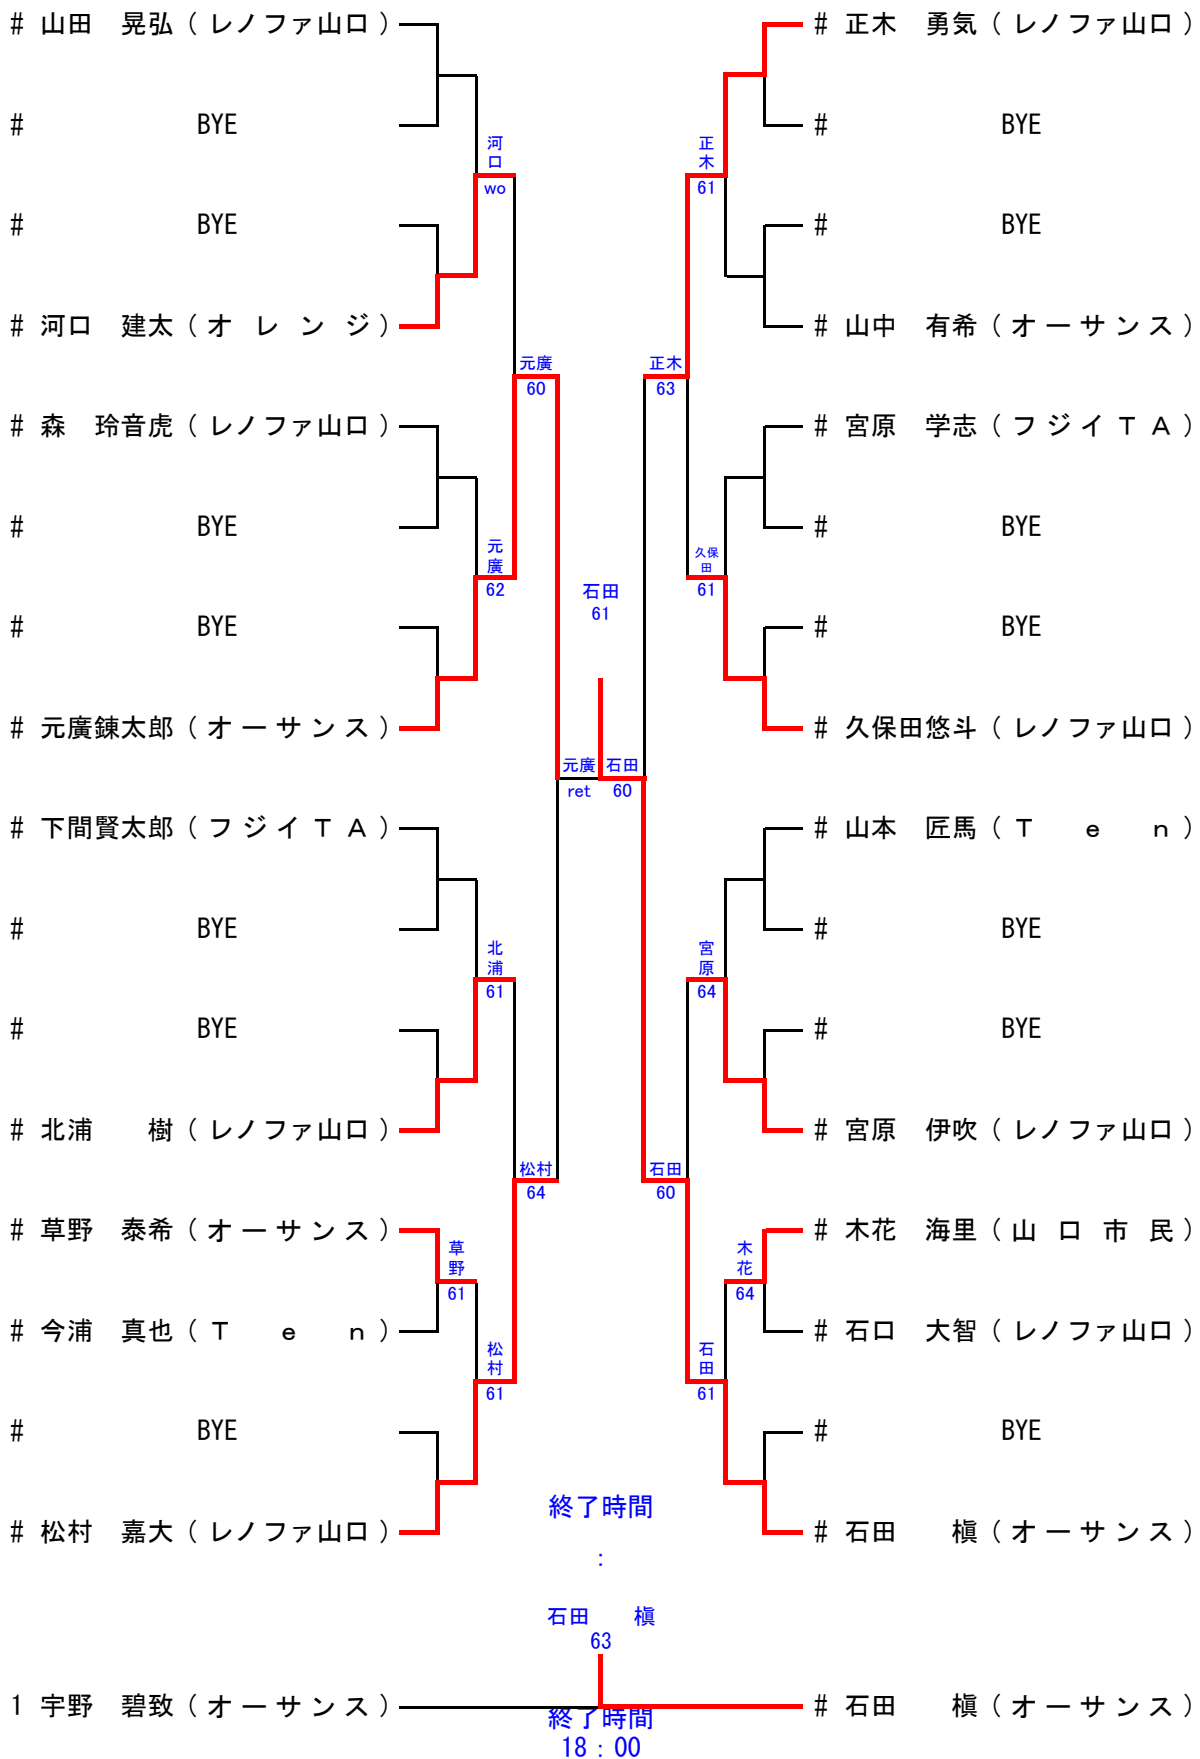 # 山田　晃弘 ( レノファ山口 )
# 正木　勇気 ( レノファ山口 )
# BYE
# BYE
河口
wo
正木
61
# BYE
# BYE
# 河口　建太 ( オ レ ン ジ )
# 山中　有希 ( オ ー サ ン ス )
元廣
60
正木
63
# 森　玲音虎 ( レノファ山口 )
# 宮原　学志 ( フ ジ イ Ｔ Ａ )
# BYE
# BYE
元廣
62
久保田
61
石田
61
# BYE
# BYE
# 元廣錬太郎 ( オ ー サ ン ス )
# 久保田悠斗 ( レノファ山口 )
元廣
ret
石田
60
# 下間賢太郎 ( フ ジ イ Ｔ Ａ )
# 山本　匠馬 ( Ｔ ｅ ｎ )
# BYE
# BYE
北浦
61
宮原
64
# BYE
# BYE
# 北浦　樹 ( レノファ山口 )
# 宮原　伊吹 ( レノファ山口 )
松村
64
石田
60
# 草野　泰希 ( オ ー サ ン ス )
# 木花　海里 ( 山 口 市 民 )
草野
61
木花
64
# 今浦　真也 ( Ｔ ｅ ｎ )
# 石口　大智 ( レノファ山口 )
松村
61
石田
61
# BYE
# BYE
終了時間
:
# 松村　嘉大 ( レノファ山口 )
# 石田　槇 ( オ ー サ ン ス )
石田　槇
63
1 宇野　碧致 ( オ ー サ ン ス )
# 石田　槇 ( オ ー サ ン ス )
終了時間
18 : 00